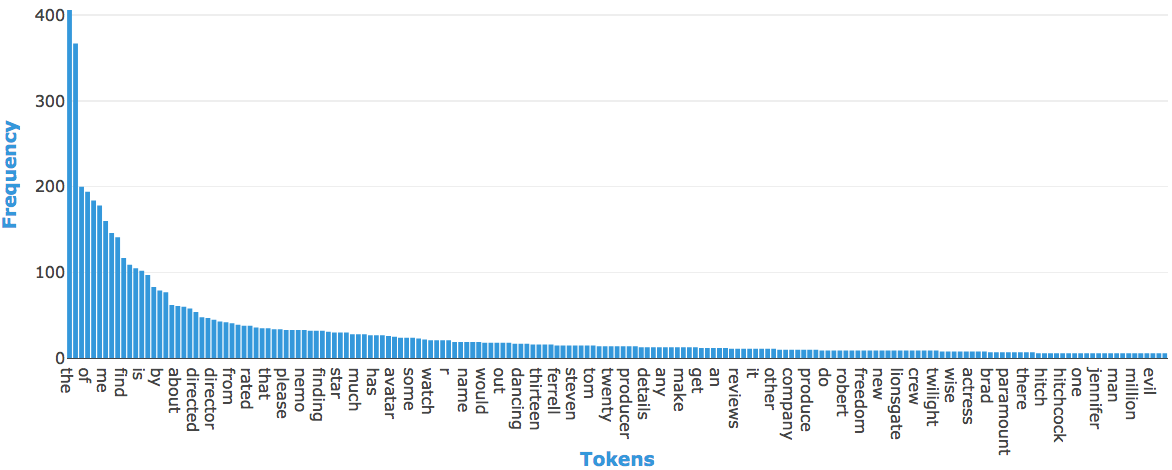 400
300
200
100
0
Frequency
the
of
me
find
is
by
about
directed
director
from
rated
that
please
nemo
finding
star
much
has
avatar
some
watch
r
name
would
out
dancing
thirteen
ferrell
steven
tom
twenty
producer
details
any
make
get
an
reviews
it
other
company
produce
do
robert
freedom
new
lionsgate
crew
twilight
wise
actress
brad
paramount
there
hitch
hitchcock
one
jennifer
man
million
evil
Tokens